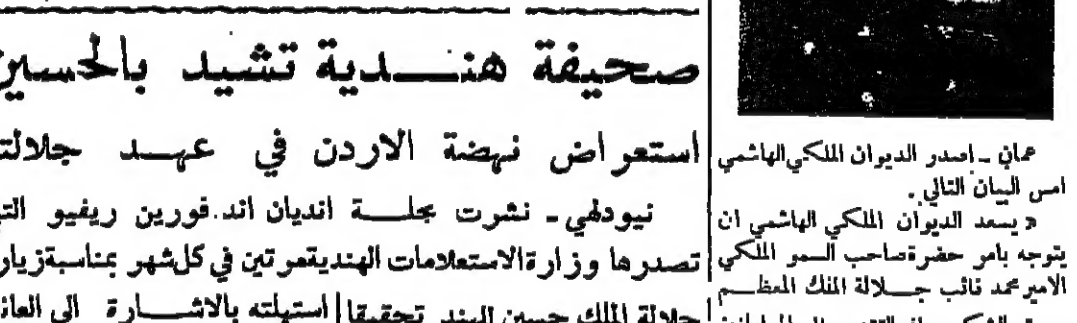 صحيفة هندية تشيد بالحسين
استعراض نهضة الاردن في عهد جلالته
نيودلهي - نشرت مجلة انديان اند فورين ريفيو التي
تصدرها وزارة الاستعلامات الهندية مرتين في كل شهر بمناسبة زيارة
جلالة الملك حسين الهند تحقيقا
استهلته بالاشارة الى
عمان - اصدر الديوان الملكي الهاشمي
امس البيان التالي .
« يسعد الديوان الملكي الهاشمي ان
يتوجه بامر حضرة صاحب السمو الملكي
الامير محمد نائب جلالة الملك المعظم